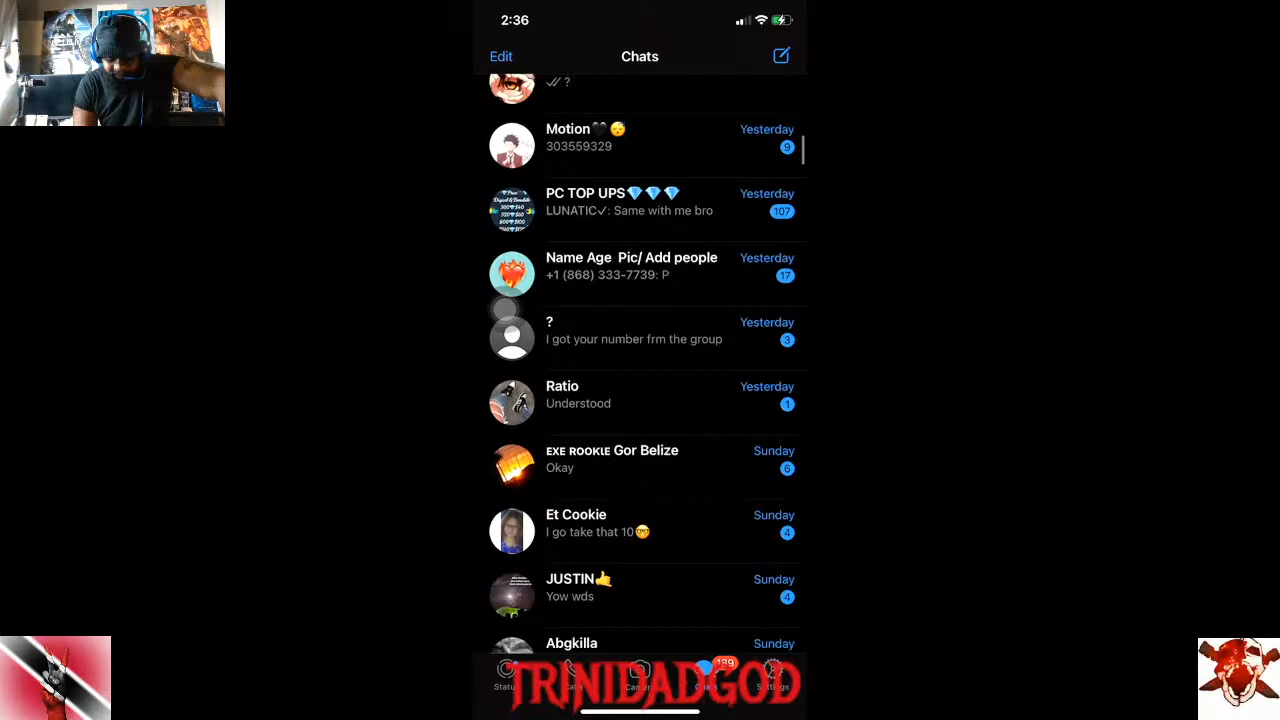 2:36
Edit
Chats
?
Motion🖤😴
Yesterday
303559329
9
PC TOP UPS💎💎💎
Yesterday
LUNATIC✓: Same with me bro
107
Name Age  Pic/ Add people
Yesterday
+1 (868) 333-7739: P
17
?
Yesterday
I got your number frm the group
3
Ratio
Yesterday
Understood
1
ᴇxᴇ ʀᴏᴏᴋɪᴇ Gor Belize
Sunday
Okay
6
Et Cookie
Sunday
I go take that 10🤓
4
JUSTIN🤙
Sunday
Yow wds
4
Abgkilla
Sunday
189
TRINIDADGOD